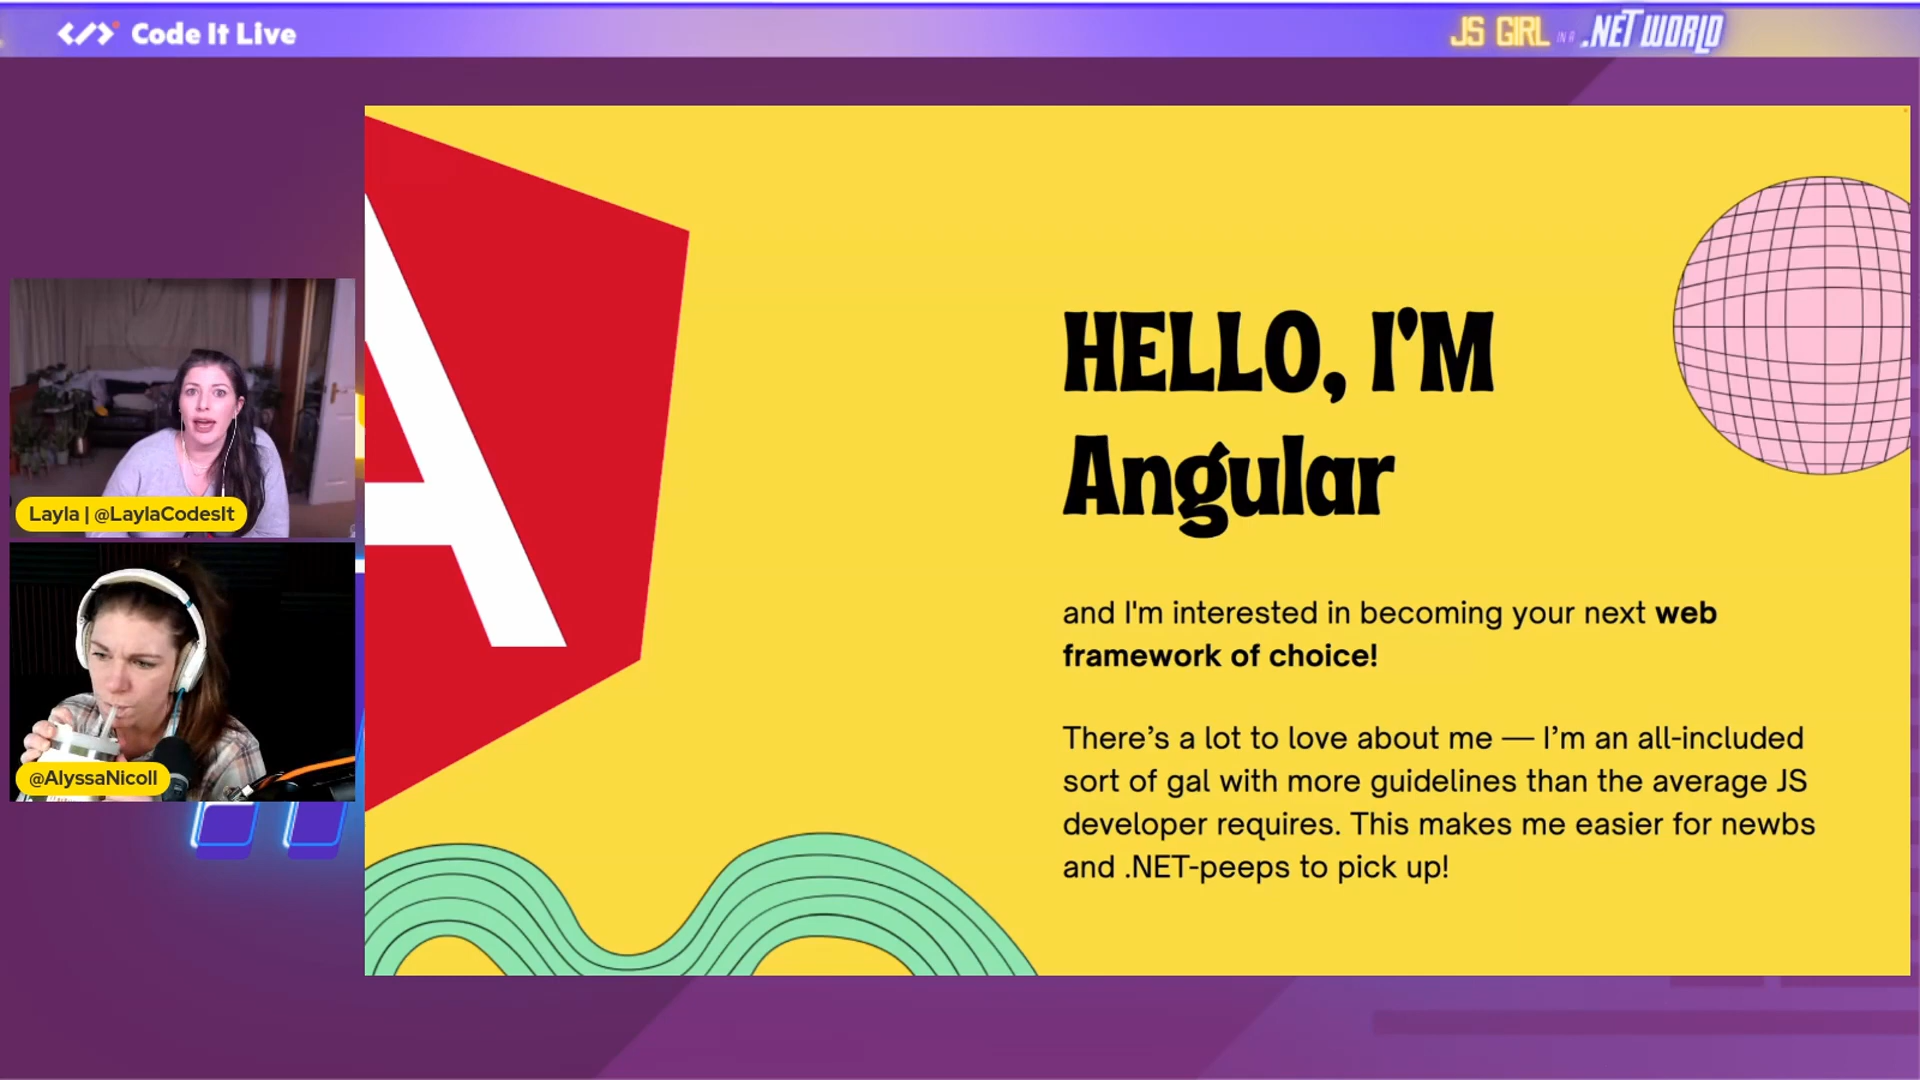 Code It Live
JS GIRL IN A .NET WORLD
HELLO, I'M
Angular
and I'm interested in becoming your next web
framework of choice!
There’s a lot to love about me — I’m an all-included
sort of gal with more guidelines than the average JS
developer requires. This makes me easier for newbs
and .NET-peeps to pick up!
Layla | @LaylaCodesIt
@AlyssaNicoll